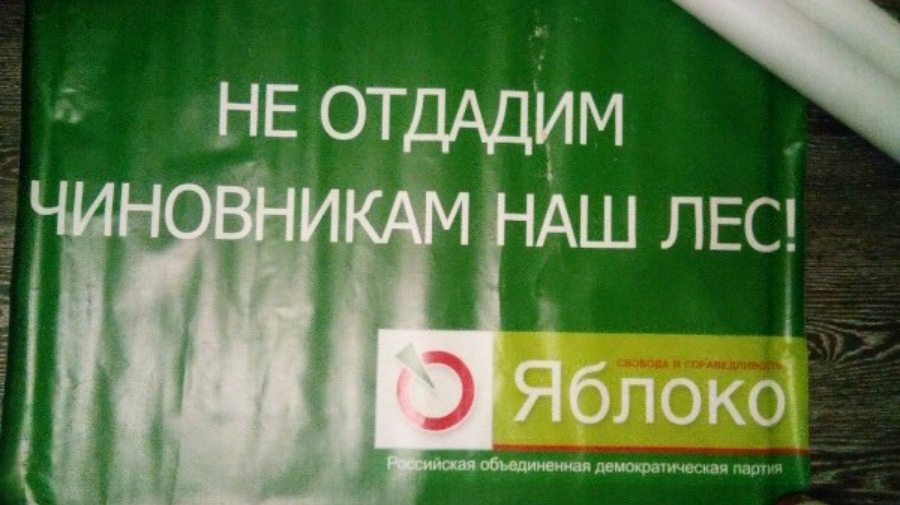 НЕ ОТДАДИМ
ЧИНОВНИКАМ НАШ ЛЕС!
СВОБОДА И СПРАВЕДЛИВОСТЬ
Яблоко
Российская объединенная демократическая партия